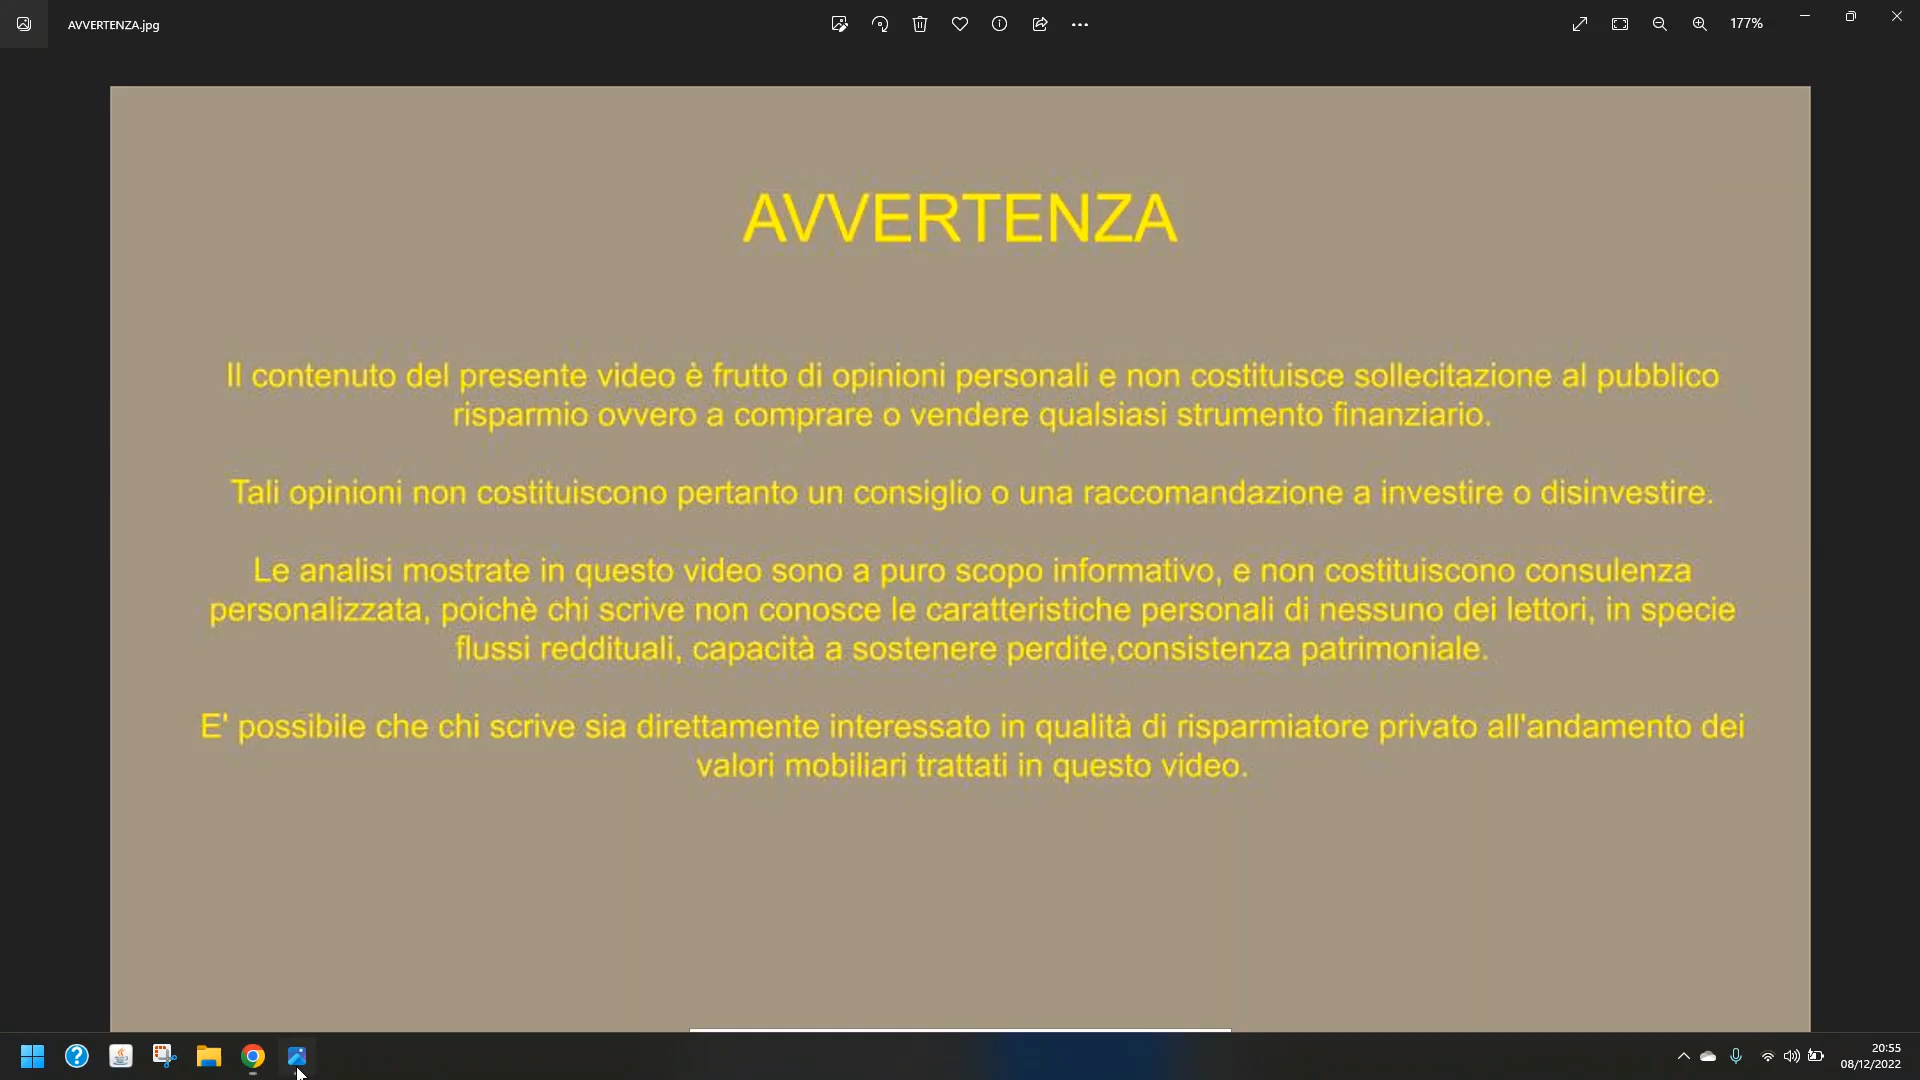 AVVERTENZA.jpg
177%
AVVERTENZA
Il contenuto del presente video è frutto di opinioni personali e non costituisce sollecitazione al pubblico
risparmio ovvero a comprare o vendere qualsiasi strumento finanziario.
Tali opinioni non costituiscono pertanto un consiglio o una raccomandazione a investire o disinvestire.
Le analisi mostrate in questo video sono a puro scopo informativo, e non costituiscono consulenza
personalizzata, poichè chi scrive non conosce le caratteristiche personali di nessuno dei lettori, in specie
flussi reddituali, capacità a sostenere perdite,consistenza patrimoniale.
E' possibile che chi scrive sia direttamente interessato in qualità di risparmiatore privato all'andamento dei
valori mobiliari trattati in questo video.
20:55
08/12/2022